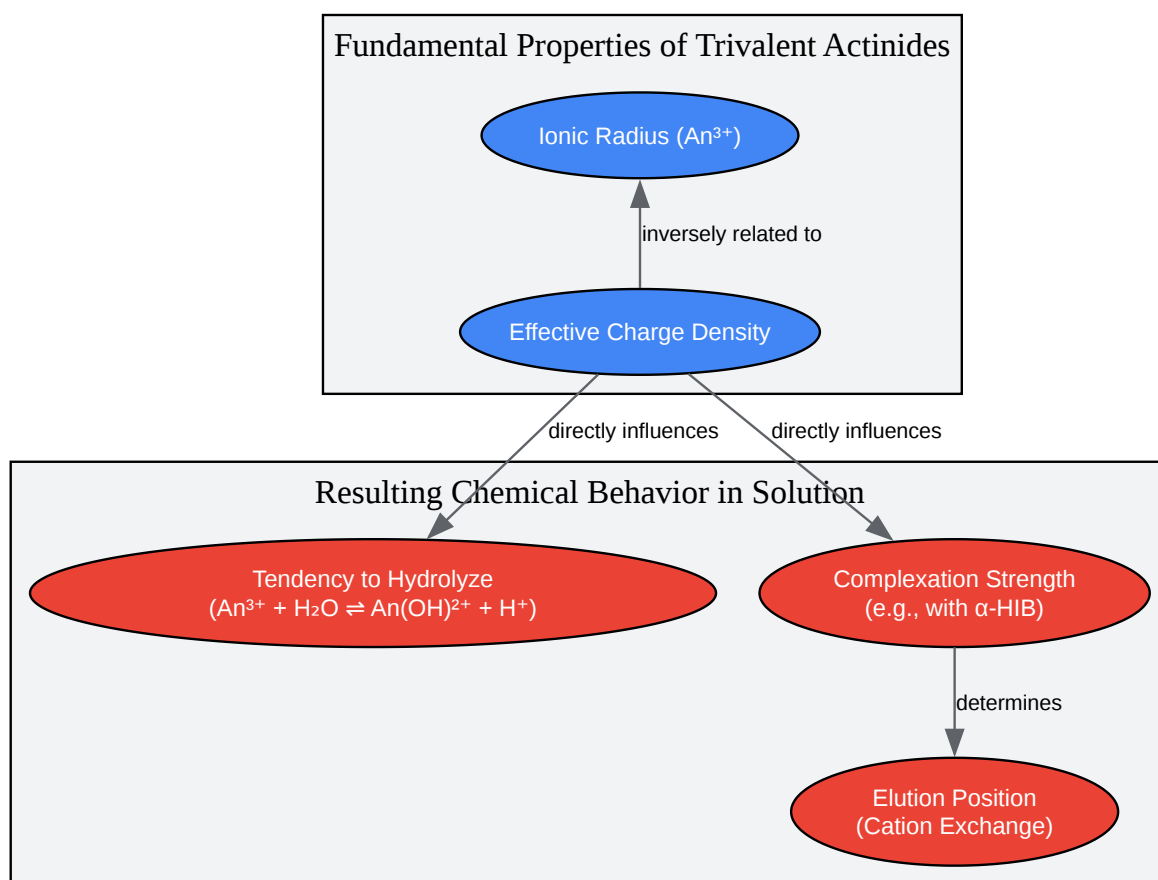 Fundamental Properties of Trivalent Actinides
Ionic Radius (An³⁺)
inversely related to
Effective Charge Density
directly influences
directly influences
Resulting Chemical Behavior in Solution
Tendency to Hydrolyze
(An³⁺ + H₂O ⇌ An(OH)²⁺ + H⁺)
Complexation Strength
(e.g., with α-HIB)
determines
Elution Position
(Cation Exchange)